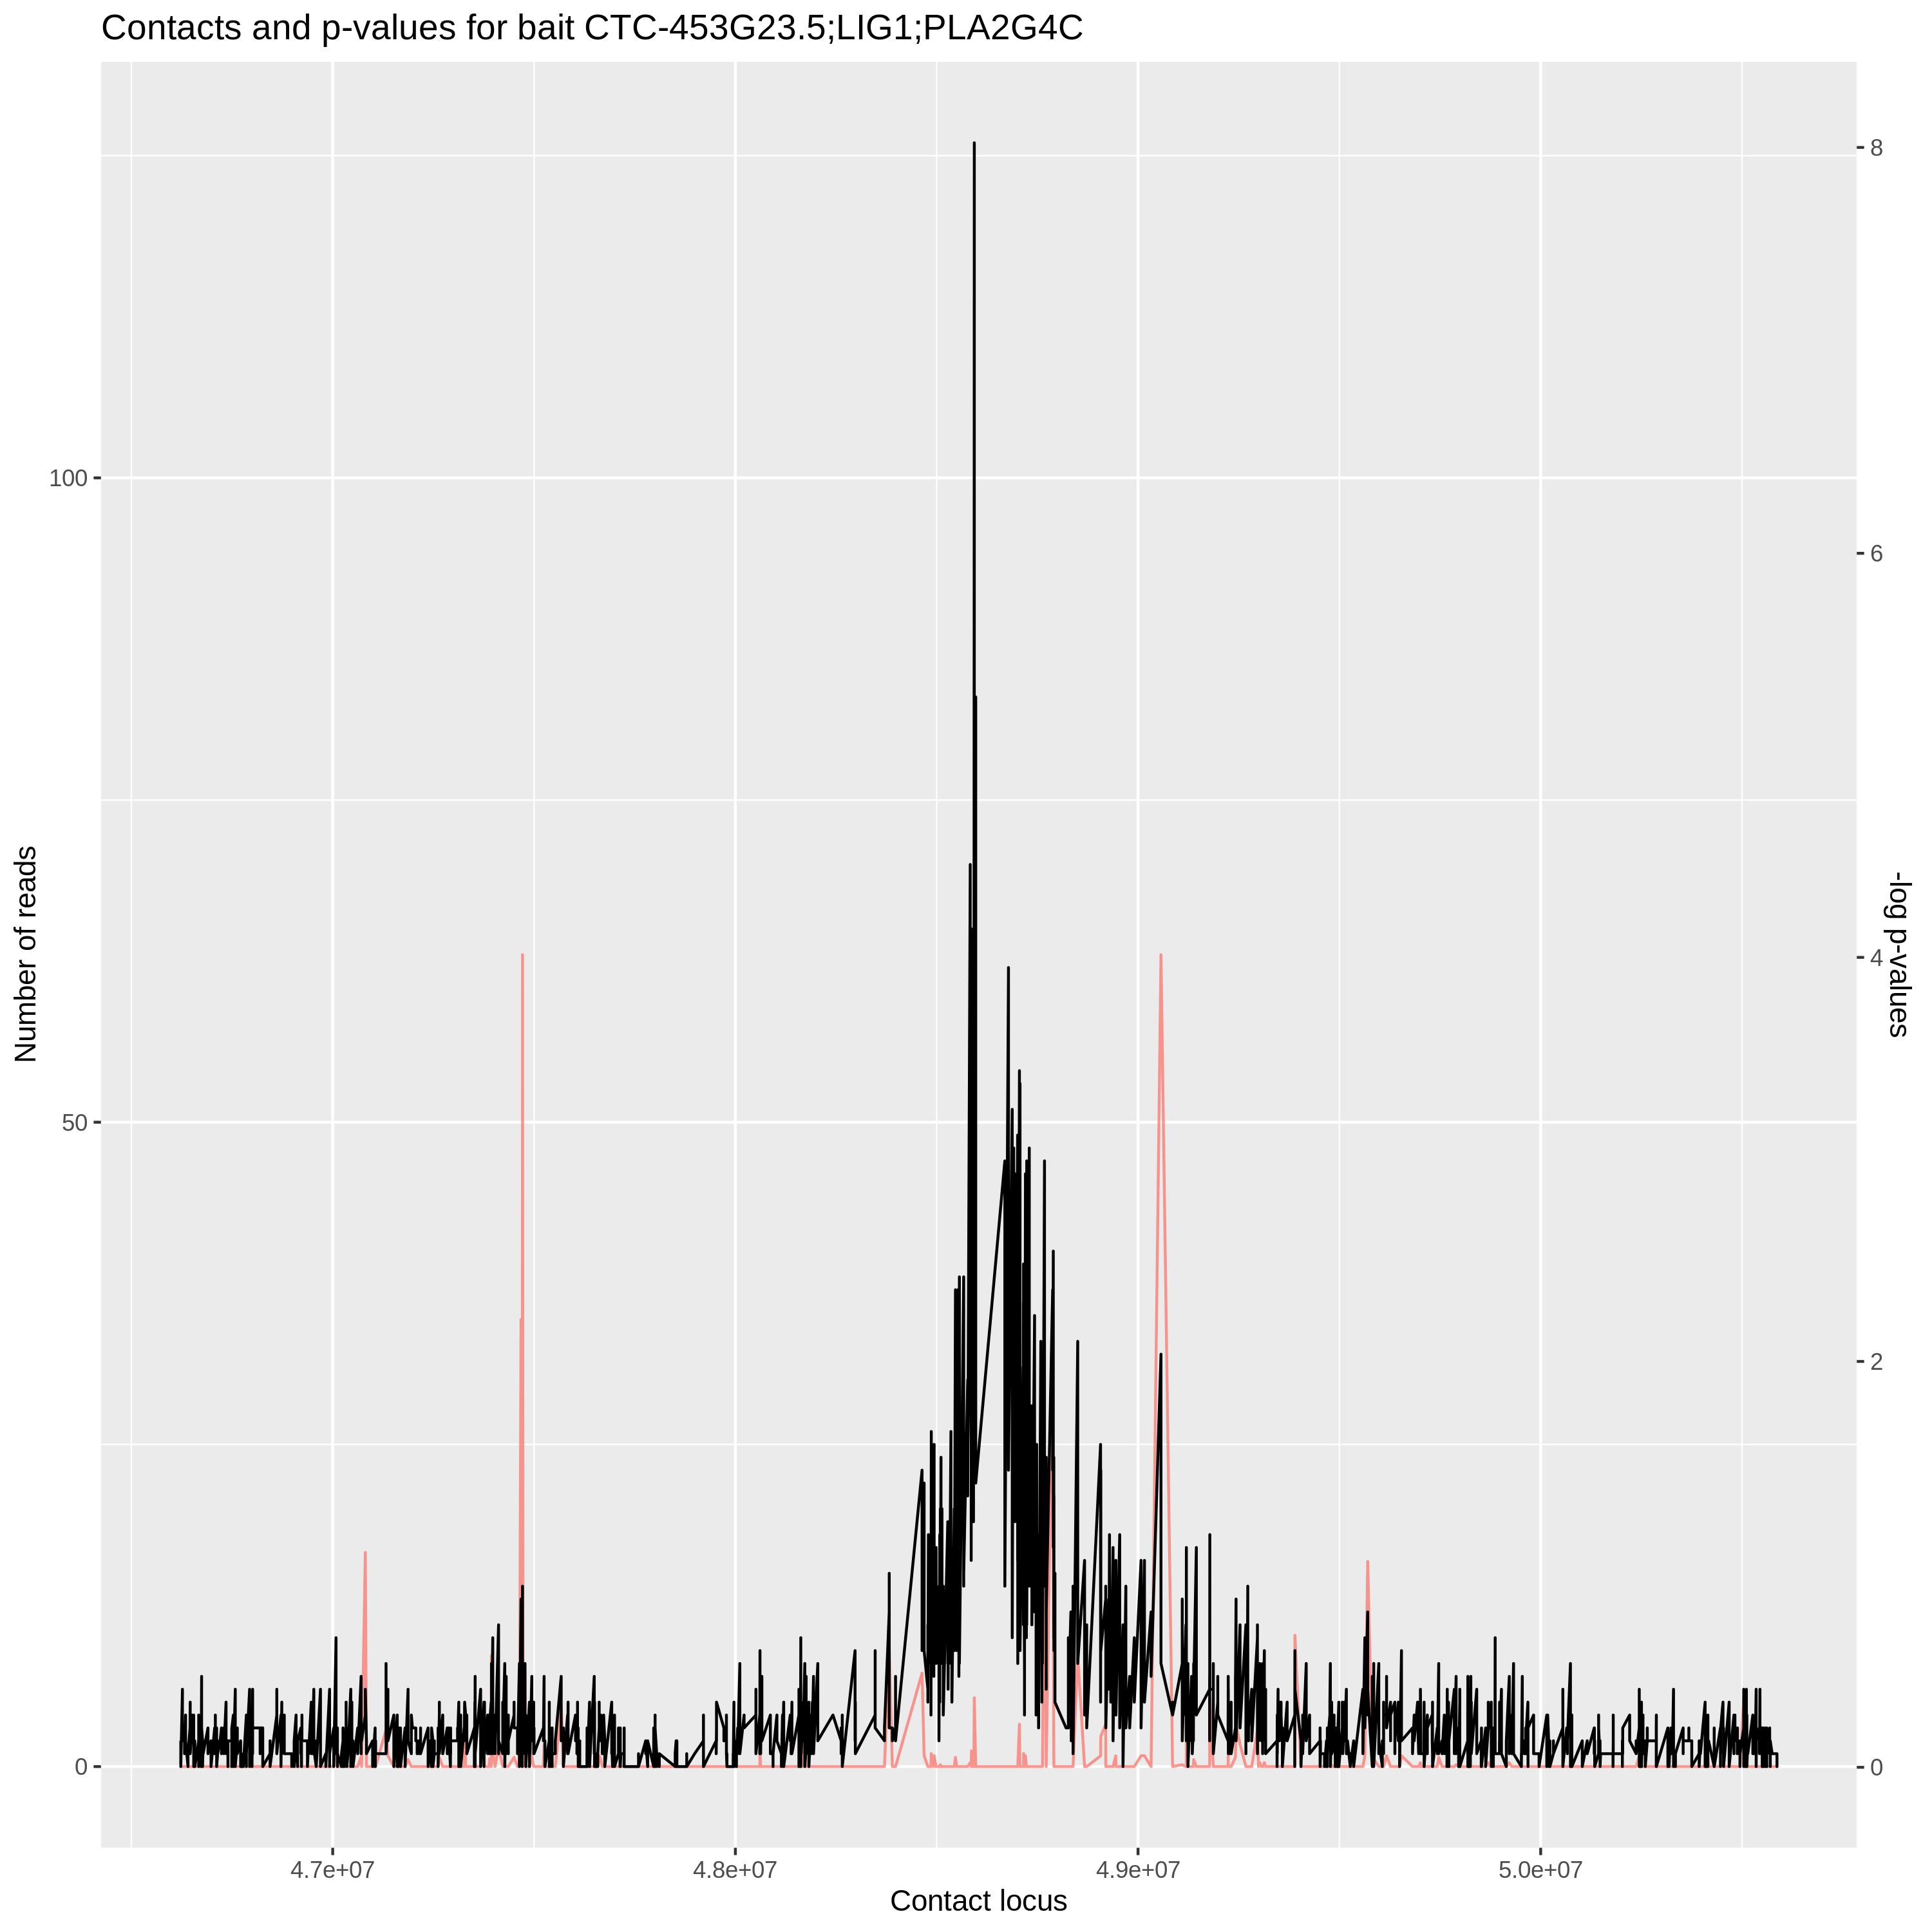 Contacts and p-values for bait CTC-453G23.5;LIG1;PLA2G4C
Number of reads
100
50
0
8
6
4
2
0
-log p-values
4.7e+07 4.8e+07 4.9e+07 5.0e+07
Contact locus